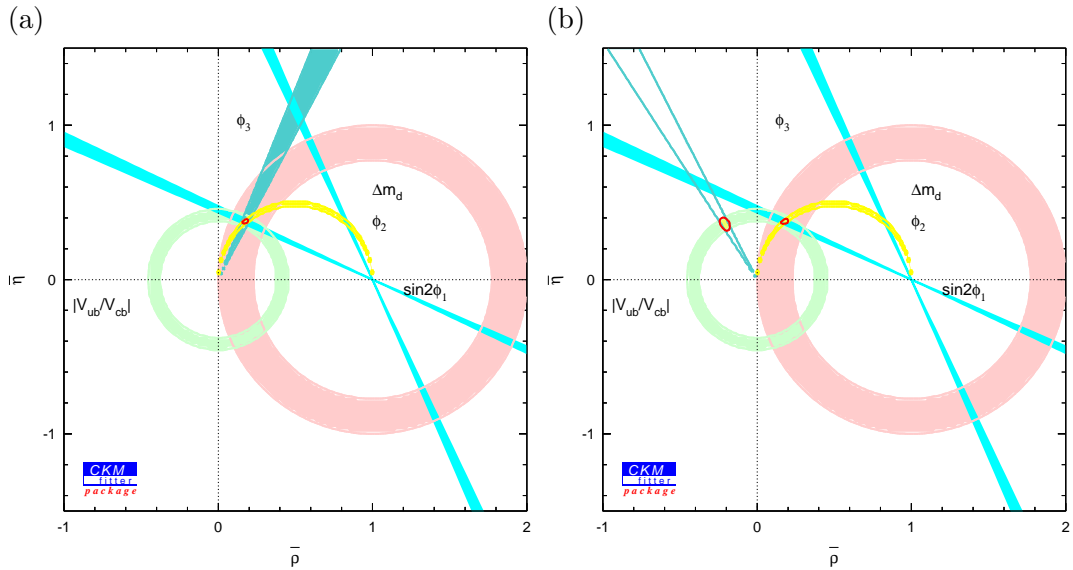 (a)
(b)
1
0
-1
η̅
ϕ3
Δmd
ϕ2
sin2ϕ1
|Vub/Vcb|
CKM
fitter
package
-1 0 1 2
ρ̅
1
0
-1
η̅
ϕ3
Δmd
ϕ2
sin2ϕ1
|Vub/Vcb|
CKM
fitter
package
-1 0 1 2
ρ̅